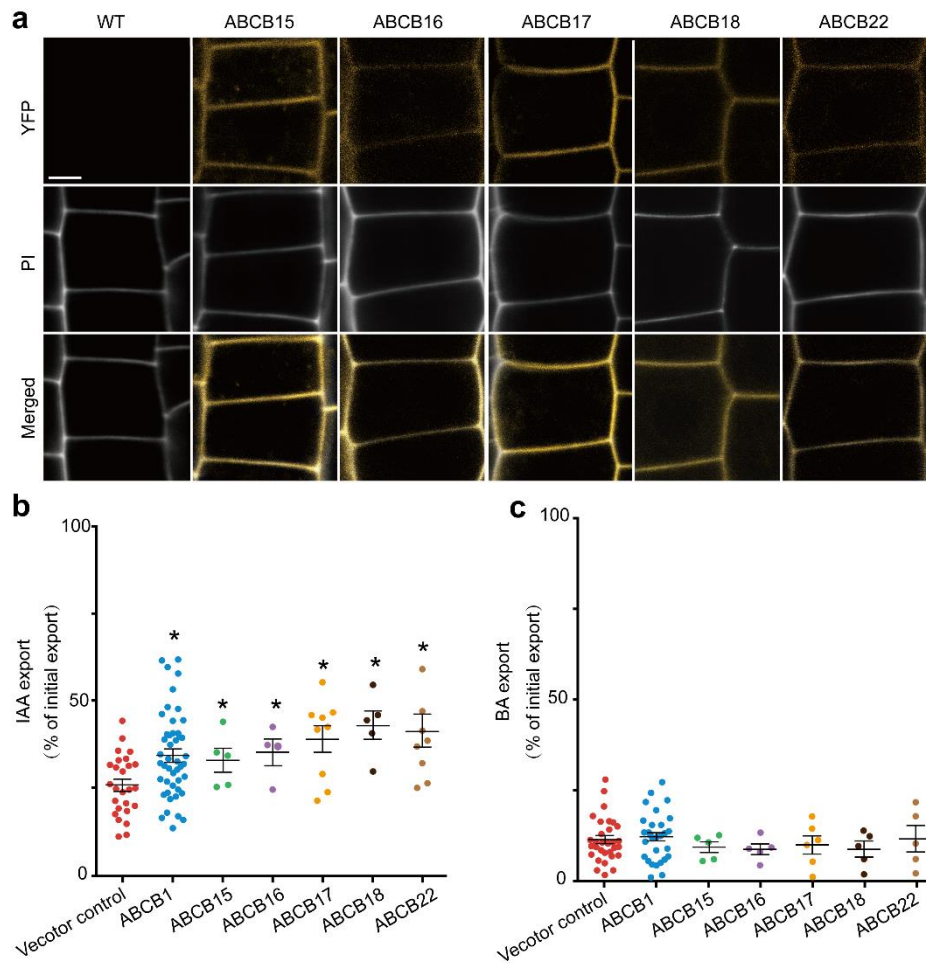 a
WT ABCB15 ABCB16 ABCB17 ABCB18 ABCB22
YFP
PI
Merged
b
100
50
0
IAA export
(% of initial export)
* * * * * *
Vecotor control ABCB1 ABCB15 ABCB16 ABCB17 ABCB18 ABCB22
c
100
50
0
BA export
(% of initial export)
Vecotor control ABCB1 ABCB15 ABCB16 ABCB17 ABCB18 ABCB22